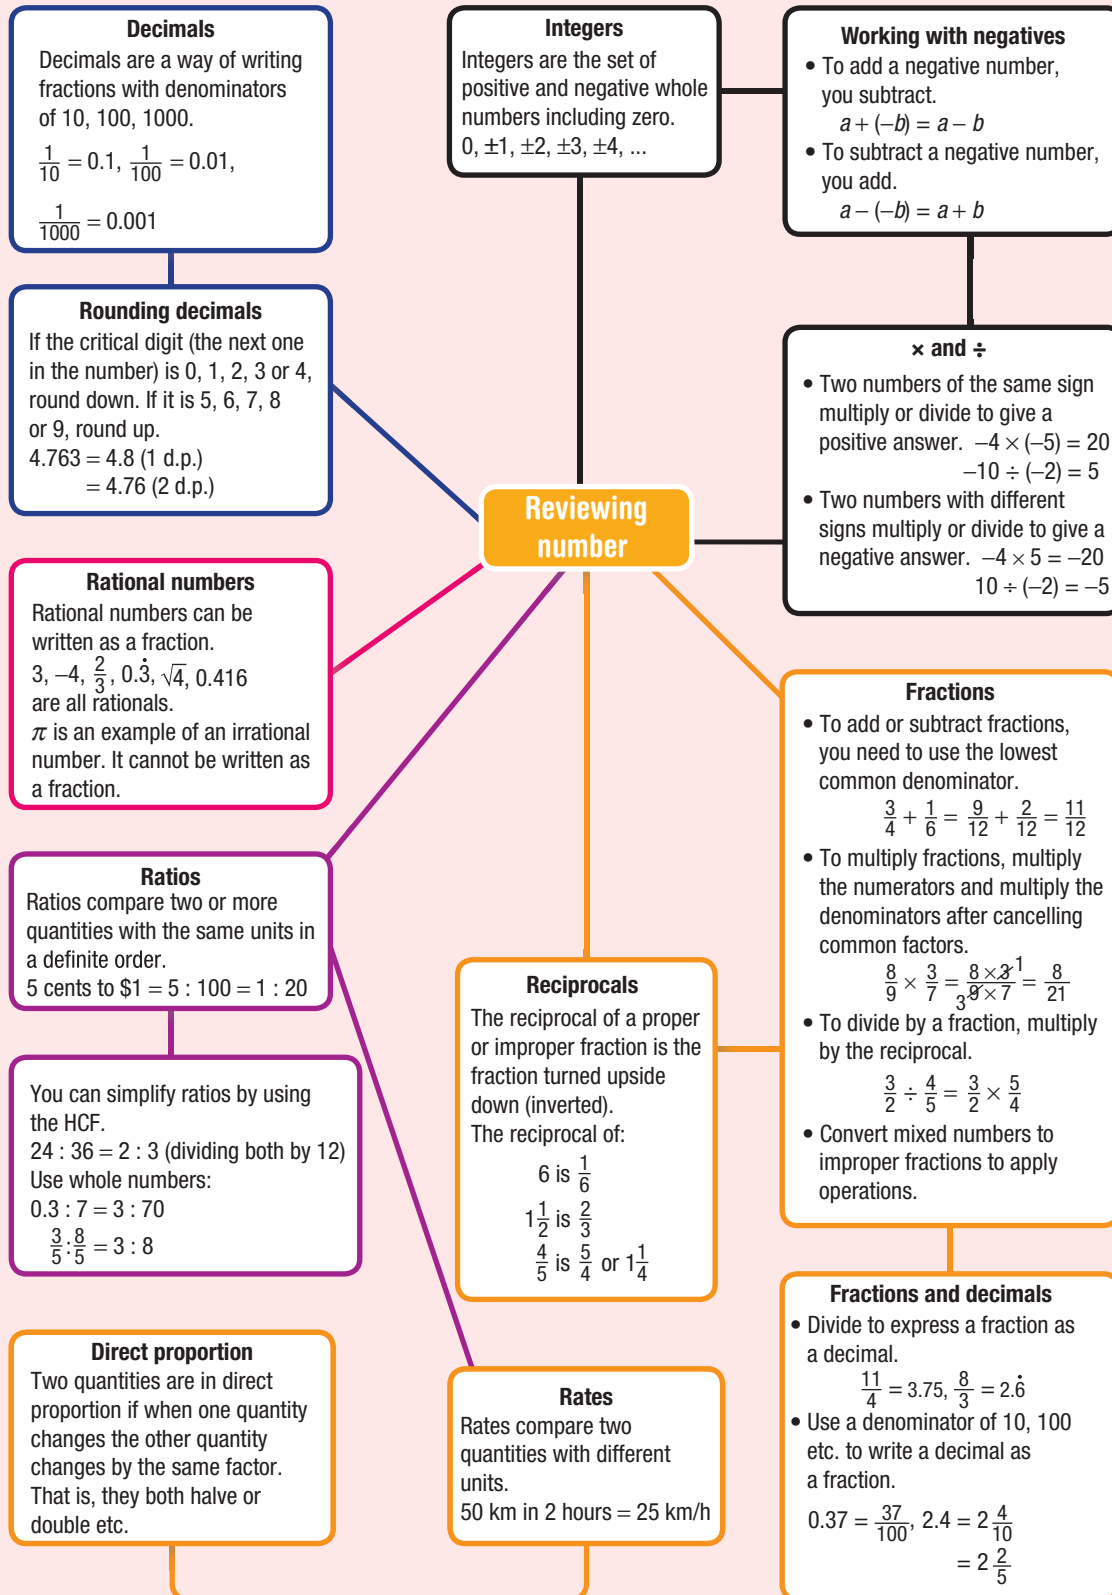 Decimals
Decimals are a way of writing
fractions with denominators
of 10, 100, 1000.
1/10 = 0.1, 1/100 = 0.01,
1/1000 = 0.001
Integers
Integers are the set of
positive and negative whole
numbers including zero.
0, ±1, ±2, ±3, ±4, ...
Working with negatives
• To add a negative number,
you subtract.
a + (–b) = a – b
• To subtract a negative number,
you add.
a – (–b) = a + b
Rounding decimals
If the critical digit (the next one
in the number) is 0, 1, 2, 3 or 4,
round down. If it is 5, 6, 7, 8
or 9, round up.
4.763 = 4.8 (1 d.p.)
= 4.76 (2 d.p.)
× and ÷
• Two numbers of the same sign
multiply or divide to give a
positive answer. –4 × (–5) = 20
–10 ÷ (–2) = 5
• Two numbers with different
signs multiply or divide to give a
negative answer. –4 × 5 = –20
10 ÷ (–2) = –5
Reviewing
number
Rational numbers
Rational numbers can be
written as a fraction.
3, –4, 2/3, 0.3̇, √4, 0.416
are all rationals.
π is an example of an irrational
number. It cannot be written as
a fraction.
Fractions
• To add or subtract fractions,
you need to use the lowest
common denominator.
3/4 + 1/6 = 9/12 + 2/12 = 11/12
• To multiply fractions, multiply
the numerators and multiply the
denominators after cancelling
common factors.
8/9 × 3/7 = 8 × 3 1/3 9 × 7 = 8/21
• To divide by a fraction, multiply
by the reciprocal.
3/2 ÷ 4/5 = 3/2 × 5/4
• Convert mixed numbers to
improper fractions to apply
operations.
Ratios
Ratios compare two or more
quantities with the same units in
a definite order.
5 cents to $1 = 5 : 100 = 1 : 20
Reciprocals
The reciprocal of a proper
or improper fraction is the
fraction turned upside
down (inverted).
The reciprocal of:
6 is 1/6
1 1/2 is 2/3
4/5 is 5/4 or 1 1/4
You can simplify ratios by using
the HCF.
24 : 36 = 2 : 3 (dividing both by 12)
Use whole numbers:
0.3 : 7 = 3 : 70
3/5 : 8/5 = 3 : 8
Fractions and decimals
• Divide to express a fraction as
a decimal.
11/4 = 3.75, 8/3 = 2.6̇
• Use a denominator of 10, 100
etc. to write a decimal as
a fraction.
0.37 = 37/100, 2.4 = 2 4/10
= 2 2/5
Direct proportion
Two quantities are in direct
proportion if when one quantity
changes the other quantity
changes by the same factor.
That is, they both halve or
double etc.
Rates
Rates compare two
quantities with different
units.
50 km in 2 hours = 25 km/h